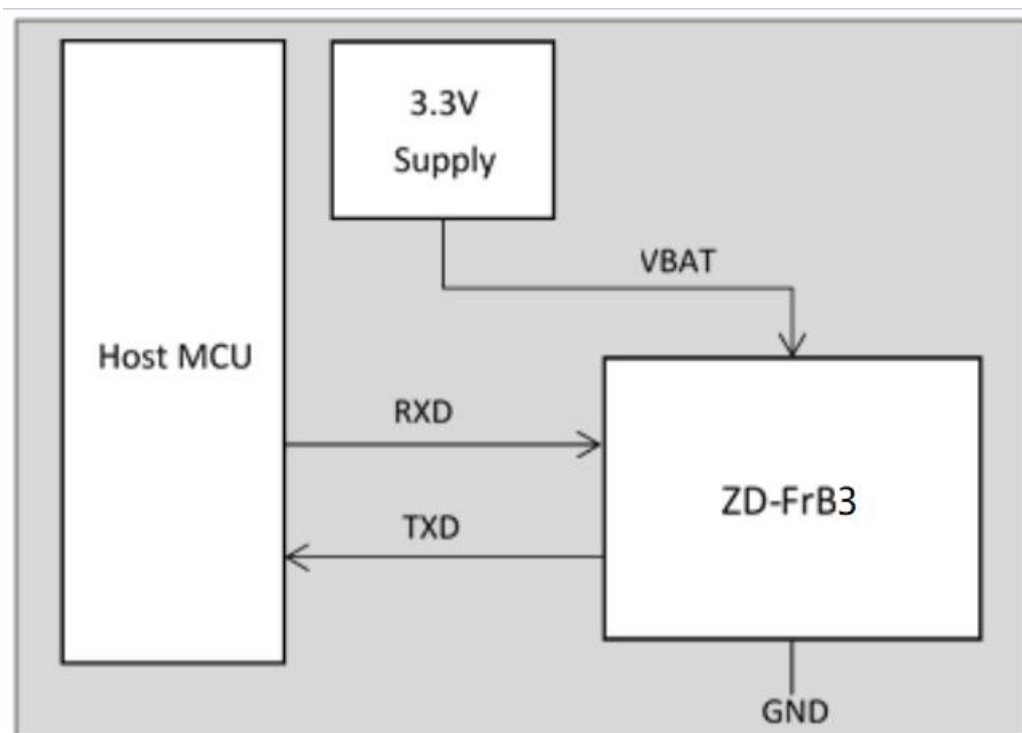 3.3V
Supply
VBAT
Host MCU
RXD
ZD-FrB3
TXD
GND